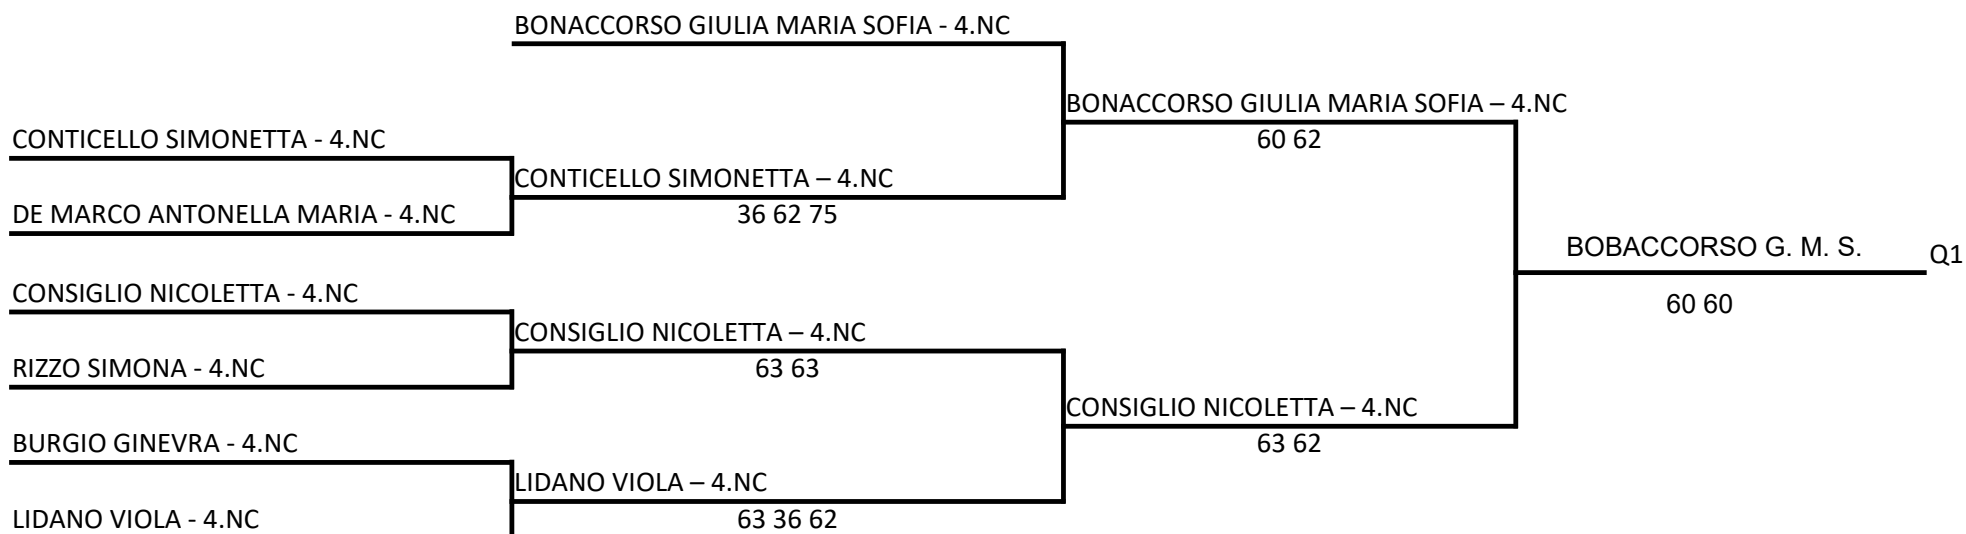 BONACCORSO GIULIA MARIA SOFIA - 4.NC
BONACCORSO GIULIA MARIA SOFIA – 4.NC
CONTICELLO SIMONETTA - 4.NC
60 62
CONTICELLO SIMONETTA – 4.NC
DE MARCO ANTONELLA MARIA - 4.NC
36 62 75
BOBACCORSO G. M. S.
Q1
CONSIGLIO NICOLETTA - 4.NC
60 60
CONSIGLIO NICOLETTA – 4.NC
RIZZO SIMONA - 4.NC
63 63
CONSIGLIO NICOLETTA – 4.NC
BURGIO GINEVRA - 4.NC
63 62
LIDANO VIOLA – 4.NC
LIDANO VIOLA - 4.NC
63 36 62